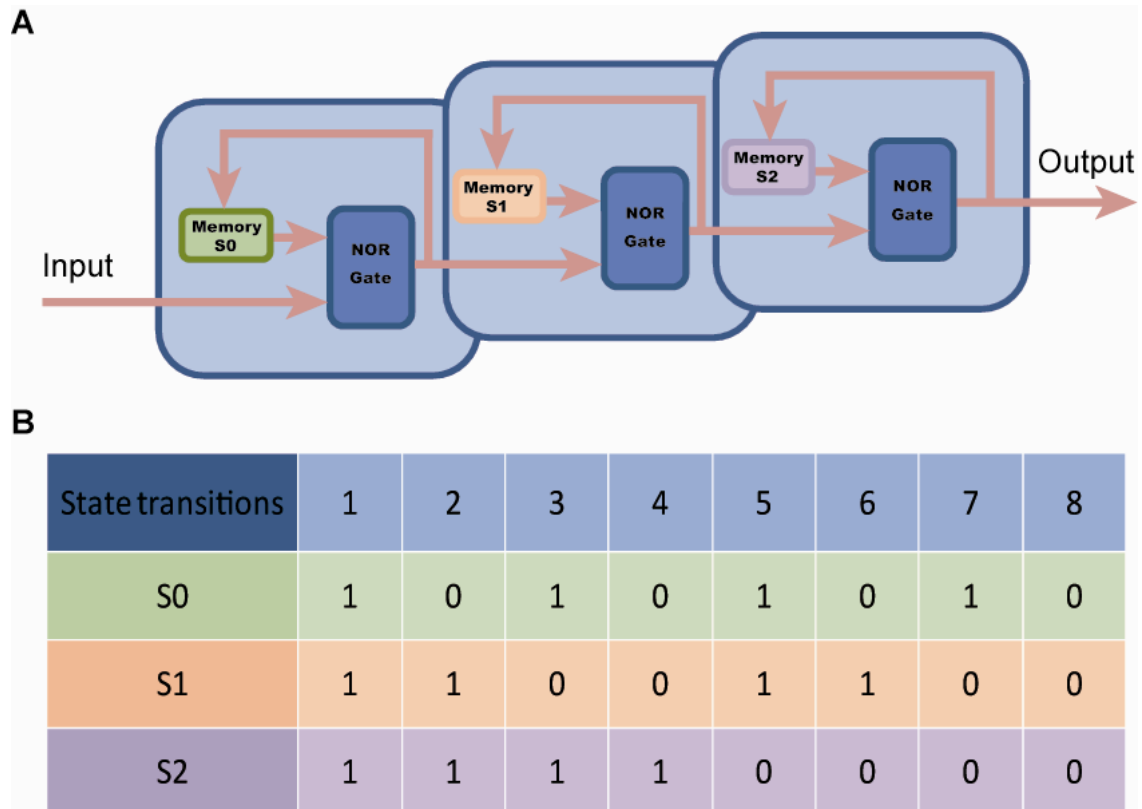 A
Memory
S0
NOR
Gate
Memory
S1
NOR
Gate
Memory
S2
NOR
Gate
Input
Output
B
State transitions 1 2 3 4 5 6 7 8
S0 1 0 1 0 1 0 1 0
S1 1 1 0 0 1 1 0 0
S2 1 1 1 1 0 0 0 0